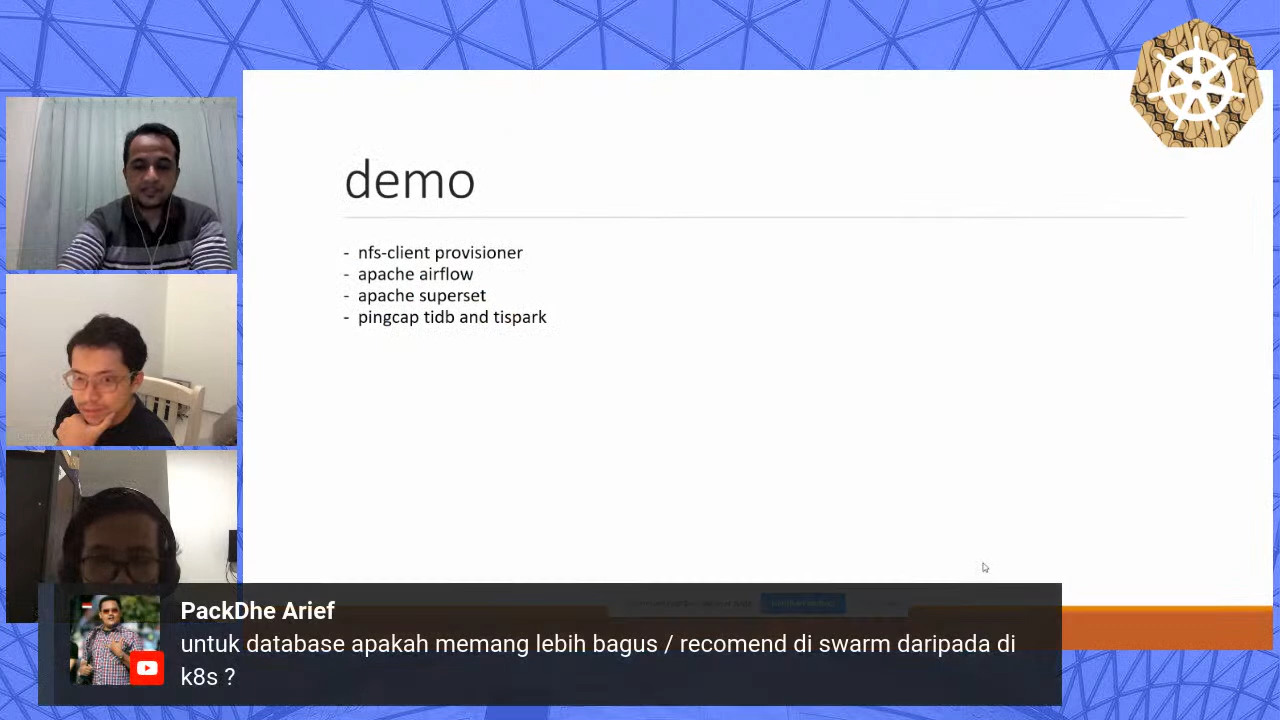 demo
- nfs-client provisioner
- apache airflow
- apache superset
- pingcap tidb and tispark
PackDhe Arief
untuk database apakah memang lebih bagus / recomend di swarm daripada di
k8s ?